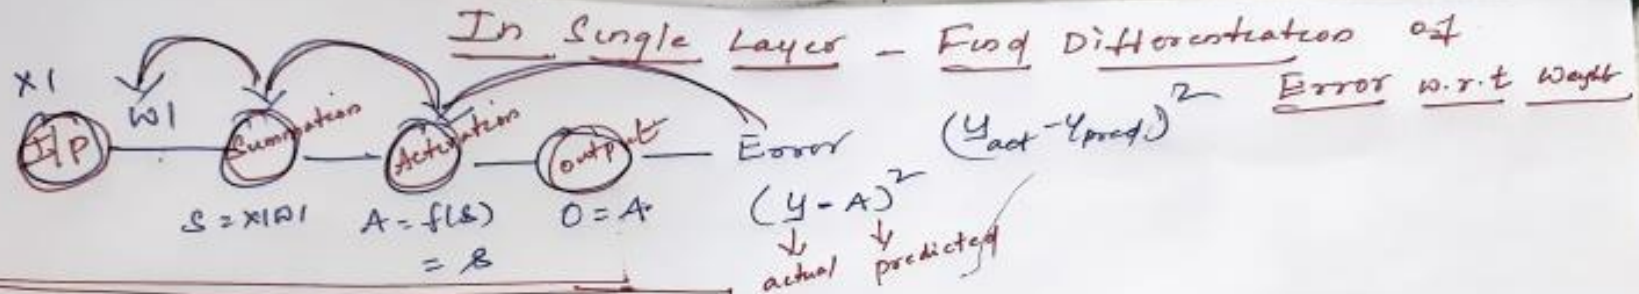 In Single Layer - Find Differentiation of
Error w.r.t Weight
X1
W1
I/P
Summation
Activation
Output
Error
(Yact - Ypred.)²
S = X1W1
A = f(S)
= S
O = A
(y - A)²
actual
predicted